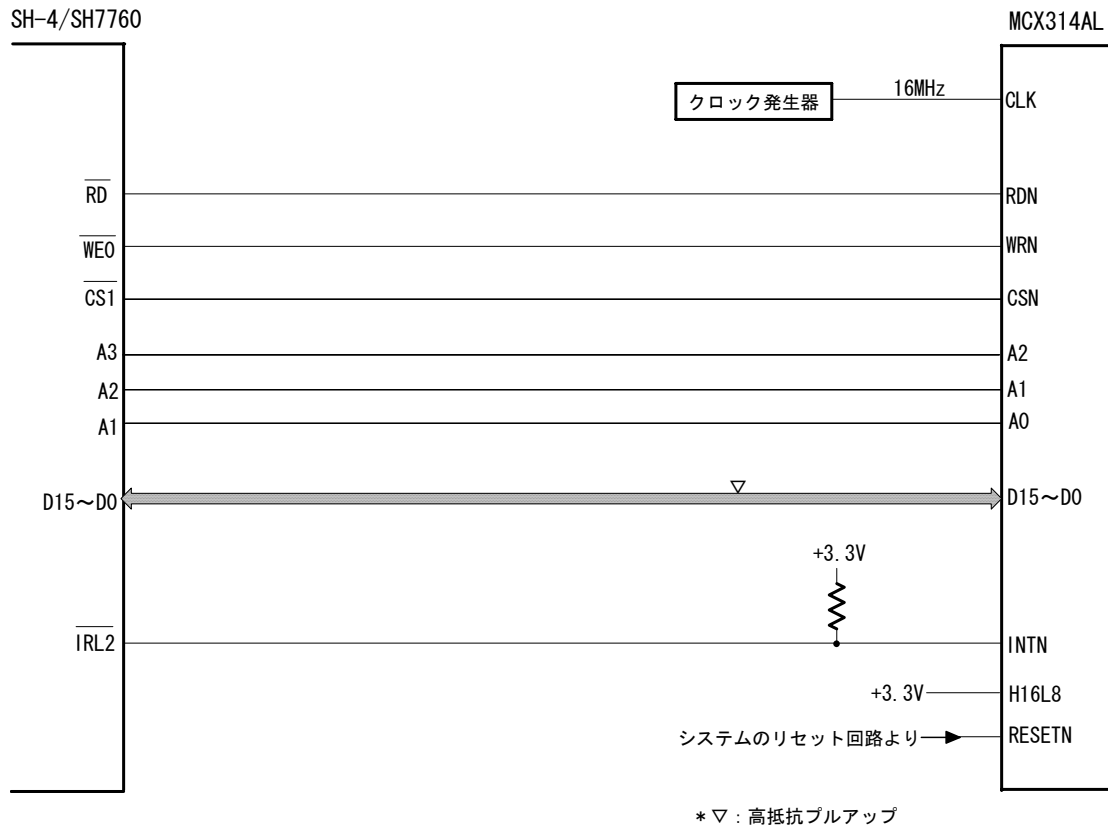 SH-4/SH7760
MCX314AL
クロック発生器
16MHz
CLK
RD
RDN
WE0
WRN
CS1
CSN
A3
A2
A2
A1
A1
A0
D15～D0
D15～D0
+3.3V
IRL2
INTN
+3.3V
H16L8
システムのリセット回路より
RESETN
*▽：高抵抗プルアップ